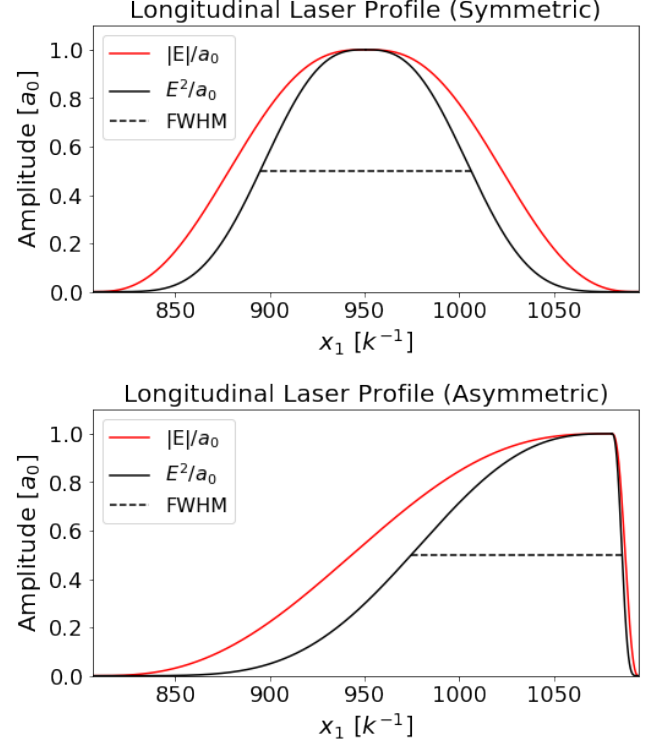 Longitudinal Laser Profile (Symmetric)
1.0
0.8
0.6
0.4
0.2
0.0
Amplitude [a₀]
|E|/a₀
E²/a₀
FWHM
850 900 950 1000 1050
x₁ [k⁻¹]
Longitudinal Laser Profile (Asymmetric)
1.0
0.8
0.6
0.4
0.2
0.0
Amplitude [a₀]
|E|/a₀
E²/a₀
FWHM
850 900 950 1000 1050
x₁ [k⁻¹]